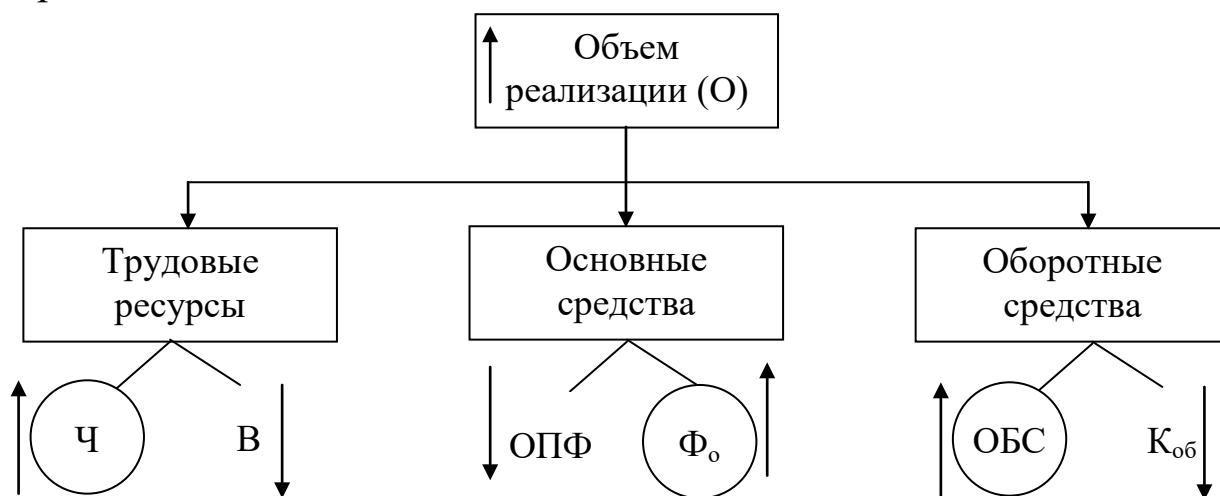 Объем
реализации (О)
Трудовые
ресурсы
Основные
средства
Оборотные
средства
Ч
В
ОПФ
Фо
ОБС
Коб